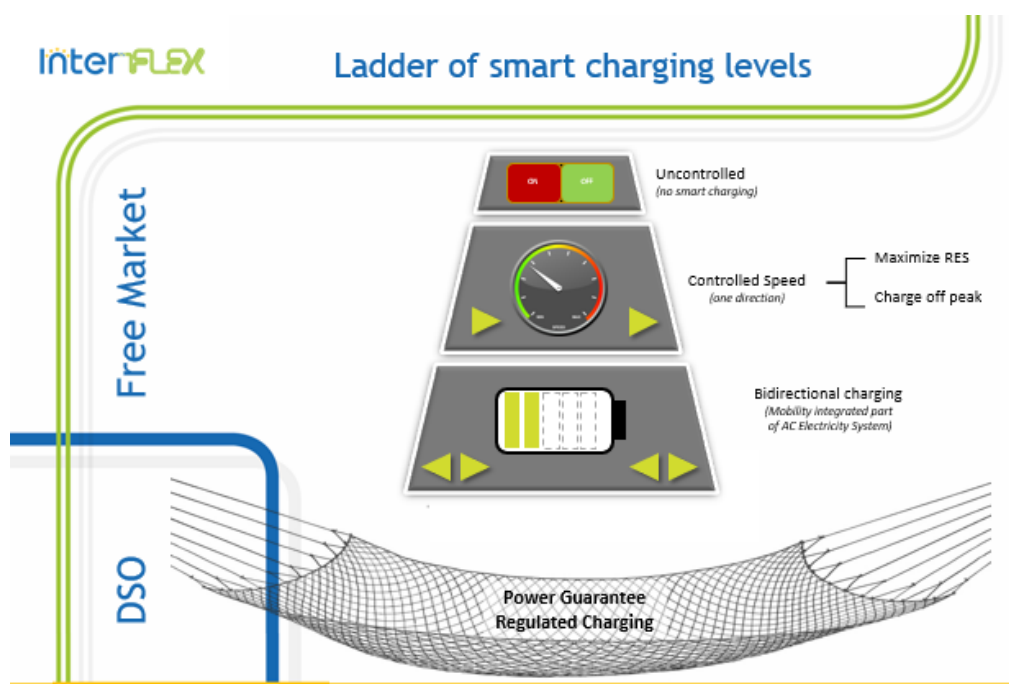 InterFLEX
Ladder of smart charging levels
Free Market
ON
OFF
Uncontrolled
(no smart charging)
Controlled Speed
(one direction)
Maximize RES
Charge off peak
Bidirectional charging
(Mobility integrated part
of AC Electricity System)
DSO
Power Guarantee
Regulated Charging